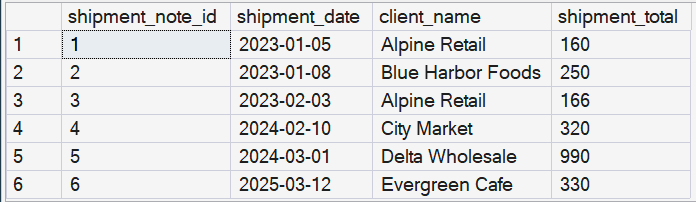 shipment_note_id shipment_date client_name shipment_total
1 1 2023-01-05 Alpine Retail 160
2 2 2023-01-08 Blue Harbor Foods 250
3 3 2023-02-03 Alpine Retail 166
4 4 2024-02-10 City Market 320
5 5 2024-03-01 Delta Wholesale 990
6 6 2025-03-12 Evergreen Cafe 330